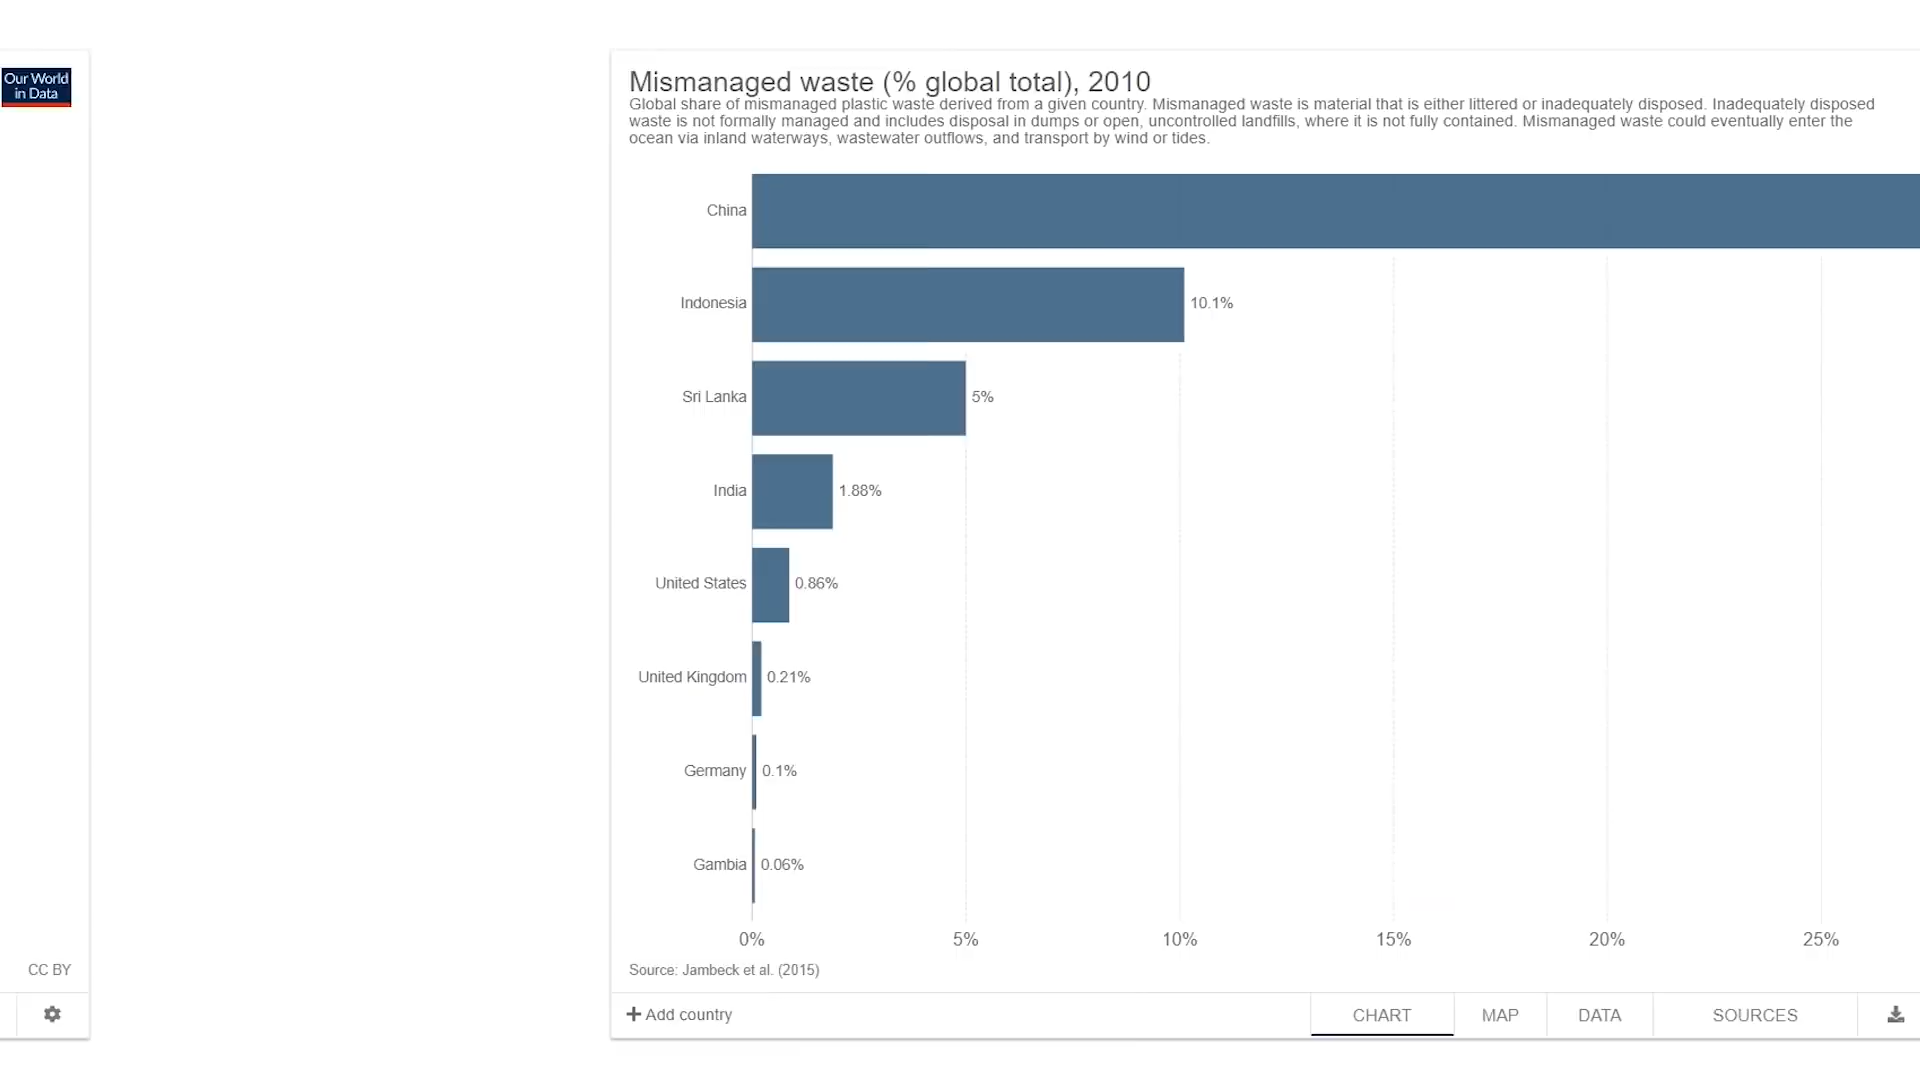 Our World
in Data
CC BY
Mismanaged waste (% global total), 2010
Global share of mismanaged plastic waste derived from a given country. Mismanaged waste is material that is either littered or inadequately disposed. Inadequately disposed
waste is not formally managed and includes disposal in dumps or open, uncontrolled landfills, where it is not fully contained. Mismanaged waste could eventually enter the
ocean via inland waterways, wastewater outflows, and transport by wind or tides.
China
Indonesia 10.1%
Sri Lanka 5%
India 1.88%
United States 0.86%
United Kingdom 0.21%
Germany 0.1%
Gambia 0.06%
0% 5% 10% 15% 20% 25%
Source: Jambeck et al. (2015)
+ Add country CHART MAP DATA SOURCES